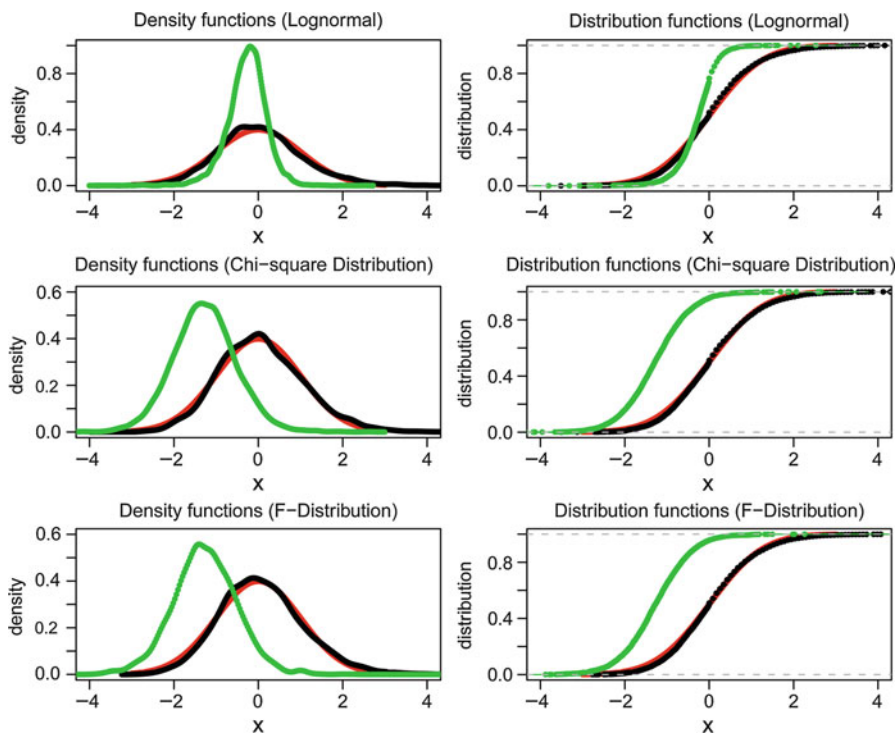 Density functions (Lognormal)
density
0.0 0.4 0.8
−4 −2 0 2 4
x
Distribution functions (Lognormal)
distribution
0.0 0.4 0.8
−4 −2 0 2 4
x
Density functions (Chi−square Distribution)
density
0.0 0.2 0.4 0.6
−4 −2 0 2 4
x
Distribution functions (Chi−square Distribution)
distribution
0.0 0.4 0.8
−4 −2 0 2 4
x
Density functions (F−Distribution)
density
0.0 0.2 0.4 0.6
−4 −2 0 2 4
x
Distribution functions (F−Distribution)
distribution
0.0 0.4 0.8
−4 −2 0 2 4
x